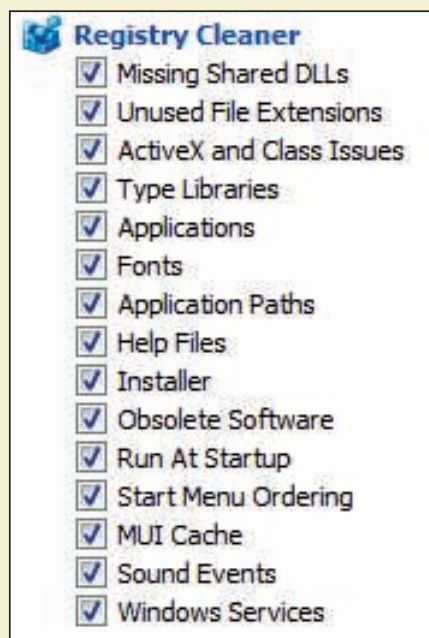 Registry Cleaner
Missing Shared DLLs
Unused File Extensions
ActiveX and Class Issues
Type Libraries
Applications
Fonts
Application Paths
Help Files
Installer
Obsolete Software
Run At Startup
Start Menu Ordering
MUI Cache
Sound Events
Windows Services